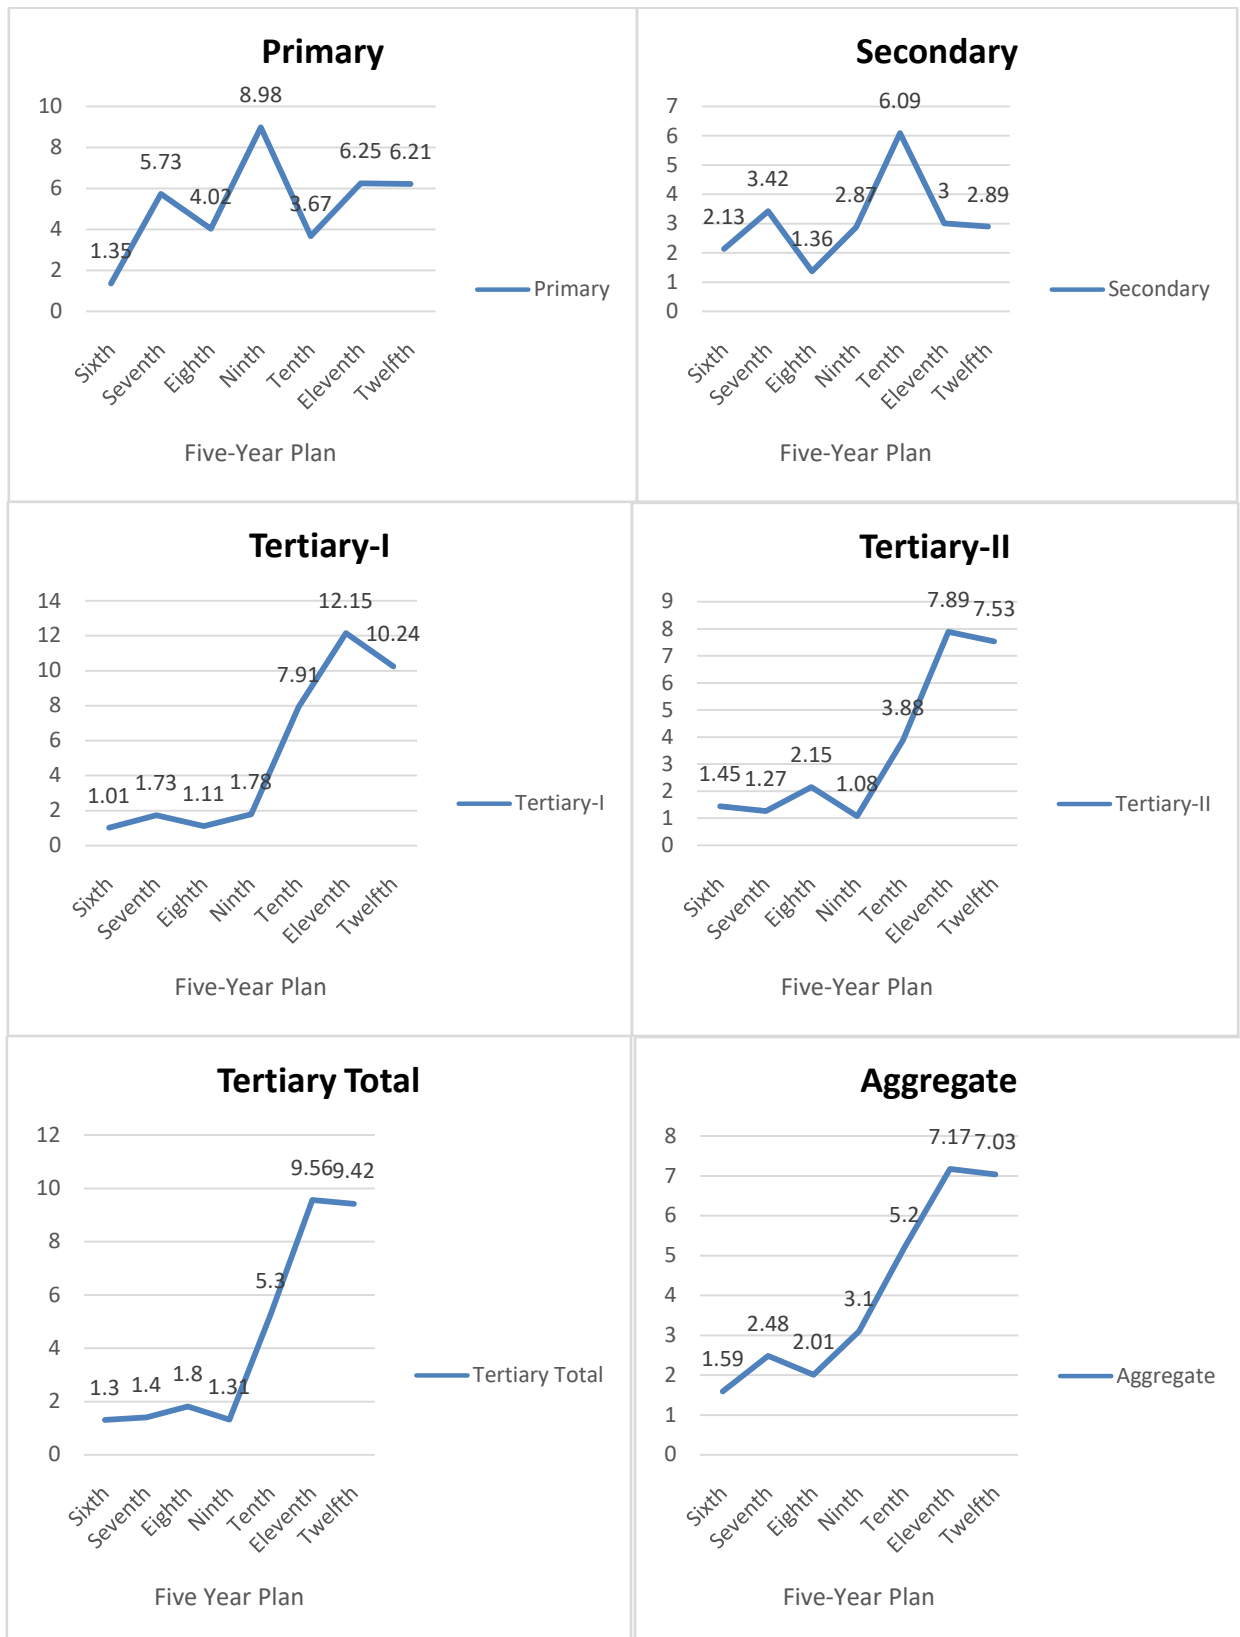 Primary
8.98
10
8
6
4
2
0
1.35
5.73
4.02
3.67
6.25
6.21
Primary
Sixth
Seventh
Eighth
Ninth
Tenth
Eleventh
Twelfth
Five-Year Plan
Secondary
6.09
7
6
5
4
3
2
1
0
2.13
3.42
1.36
2.87
3
2.89
Secondary
Sixth
Seventh
Eighth
Ninth
Tenth
Eleventh
Twelfth
Five-Year Plan
Tertiary-I
14
12
10
8
6
4
2
0
1.01
1.73
1.11
1.78
7.91
12.15
10.24
Tertiary-I
Sixth
Seventh
Eighth
Ninth
Tenth
Eleventh
Twelfth
Five-Year Plan
Tertiary-II
9
8
7
6
5
4
3
2
1
0
1.45
1.27
2.15
1.08
3.88
7.89
7.53
Tertiary-II
Sixth
Seventh
Eighth
Ninth
Tenth
Eleventh
Twelfth
Five-Year Plan
Tertiary Total
12
10
8
6
4
2
0
1.3
1.4
1.8
1.31
5.3
9.56
9.42
Tertiary Total
Sixth
Seventh
Eighth
Ninth
Tenth
Eleventh
Twelfth
Five Year Plan
Aggregate
8
7
6
5
4
3
2
1
0
1.59
2.48
2.01
3.1
5.2
7.17
7.03
Aggregate
Sixth
Seventh
Eighth
Ninth
Tenth
Eleventh
Twelfth
Five-Year Plan